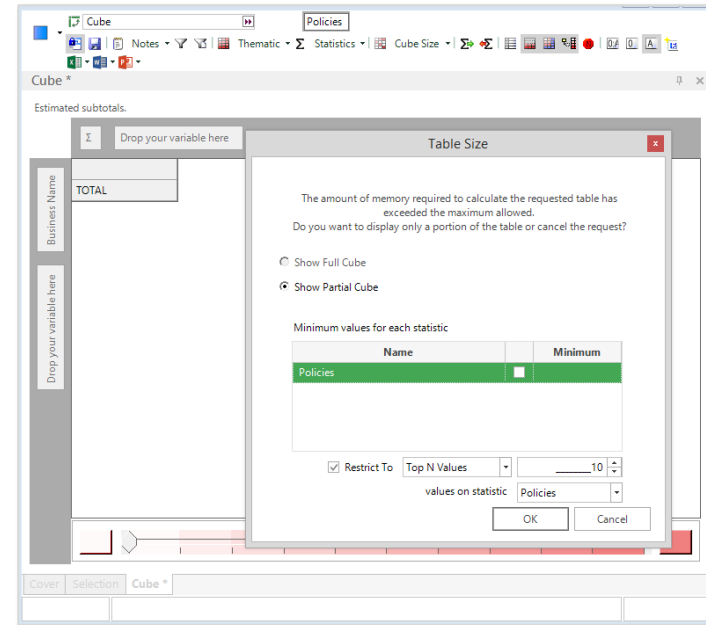 Cube
Policies
Notes
Thematic
Σ Statistics
Cube Size
Cube *
Estimated subtotals.
Σ
Drop your variable here
Business Name
Drop your variable here
TOTAL
Table Size
x
The amount of memory required to calculate the requested table has
exceeded the maximum allowed.
Do you want to display only a portion of the table or cancel the request?
Show Full Cube
Show Partial Cube
Minimum values for each statistic
Name Minimum
Policies
Restrict To Top N Values ______10
values on statistic Policies
OK Cancel
Cover Selection Cube *